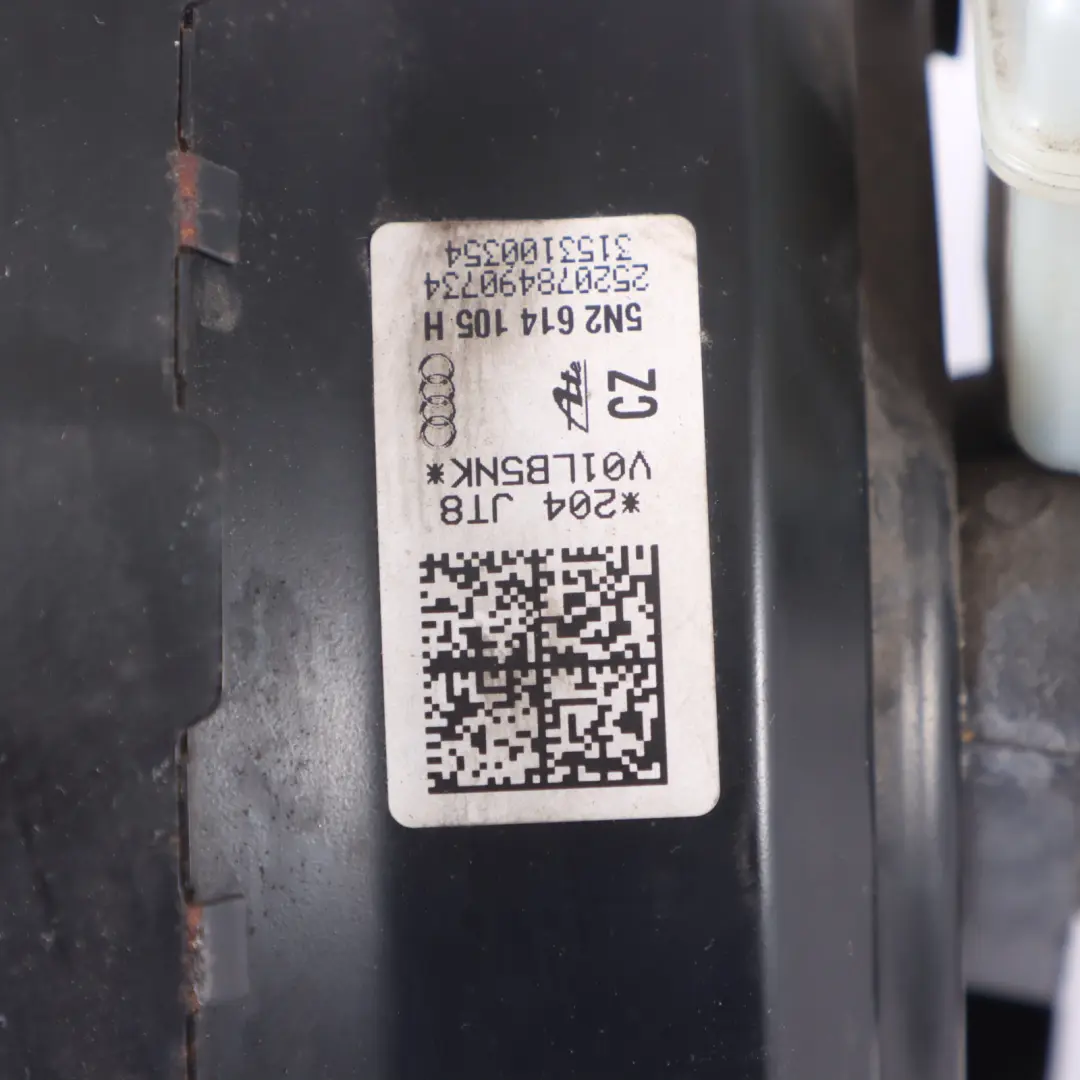 *204 JT8
V01LB5NK*
CZ
Ate
5N2 614 105 H
252078490734
3153100354